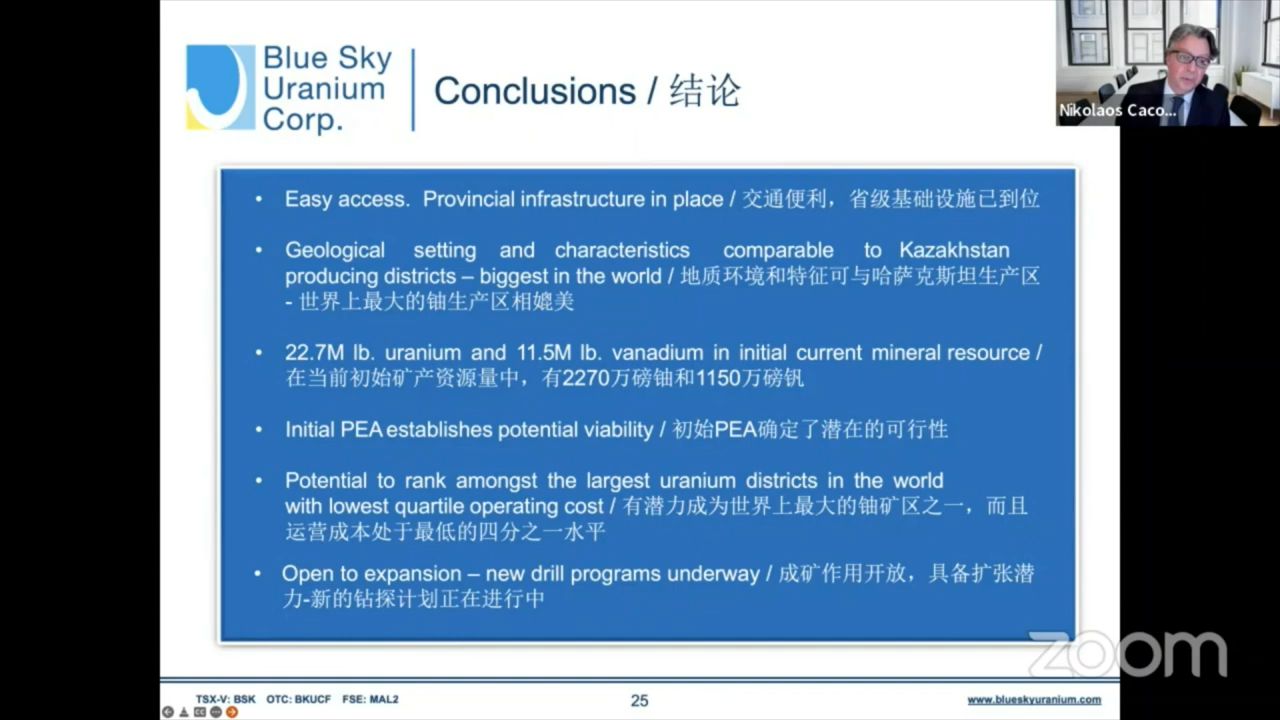 Blue Sky
Uranium
Corp.
Conclusions / 结论
Nikolaos Caco...
• Easy access. Provincial infrastructure in place / 交通便利，省级基础设施已到位
• Geological setting and characteristics comparable to Kazakhstan
producing districts – biggest in the world / 地质环境和特征可与哈萨克斯坦生产区
- 世界上最大的铀生产区相媲美
• 22.7M lb. uranium and 11.5M lb. vanadium in initial current mineral resource /
在当前初始矿产资源量中，有2270万磅铀和1150万磅钒
• Initial PEA establishes potential viability / 初始PEA确定了潜在的可行性
• Potential to rank amongst the largest uranium districts in the world
with lowest quartile operating cost / 有潜力成为世界上最大的铀矿区之一，而且
运营成本处于最低的四分之一水平
• Open to expansion – new drill programs underway / 成矿作用开放，具备扩张潜
力-新的钻探计划正在进行中
zoom
TSX-V: BSK OTC: BKUCF FSE: MAL2
25
www.blueskyuranium.com